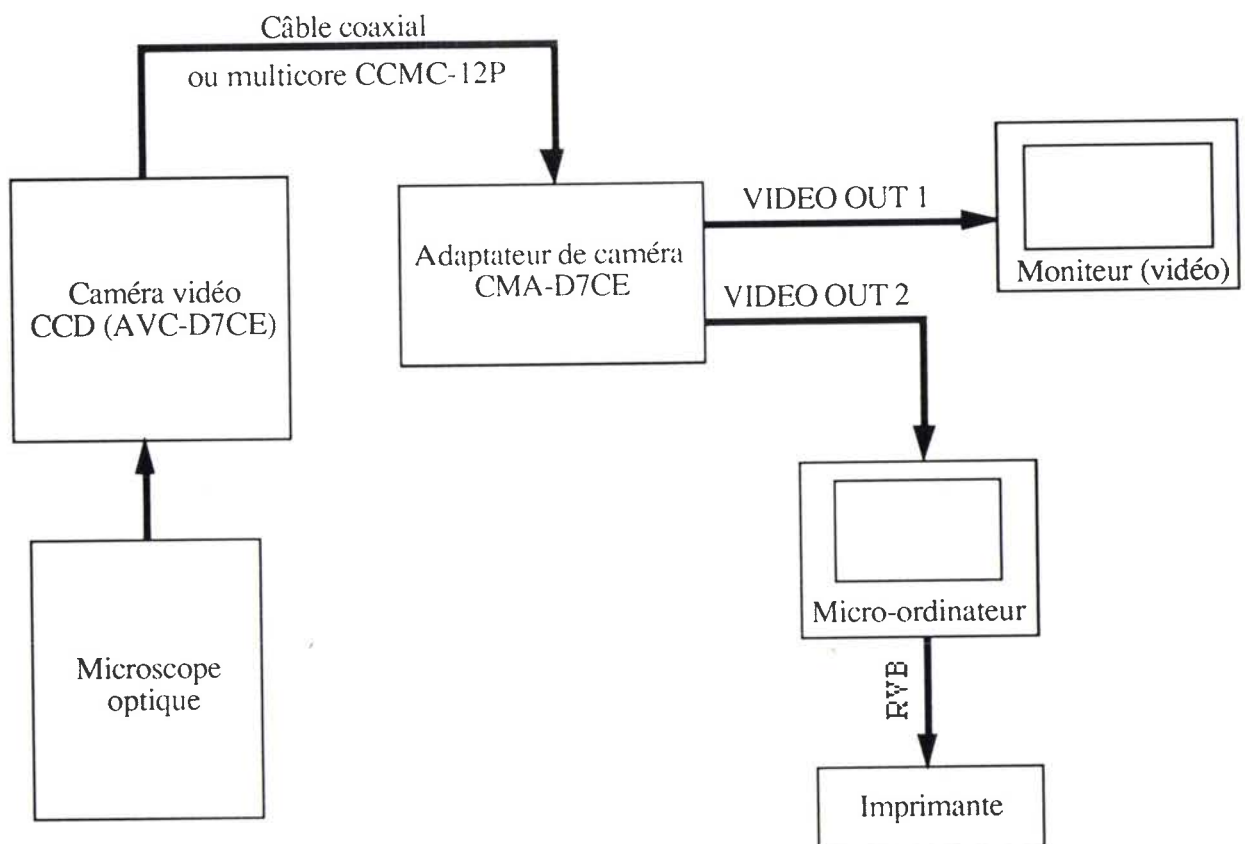 Câble coaxial
ou multicore CCMC-12P
VIDEO OUT 1
Moniteur (vidéo)
Adaptateur de caméra
CMA-D7CE
VIDEO OUT 2
Caméra vidéo
CCD (AVC-D7CE)
Micro-ordinateur
RVB
Microscope
optique
Imprimante